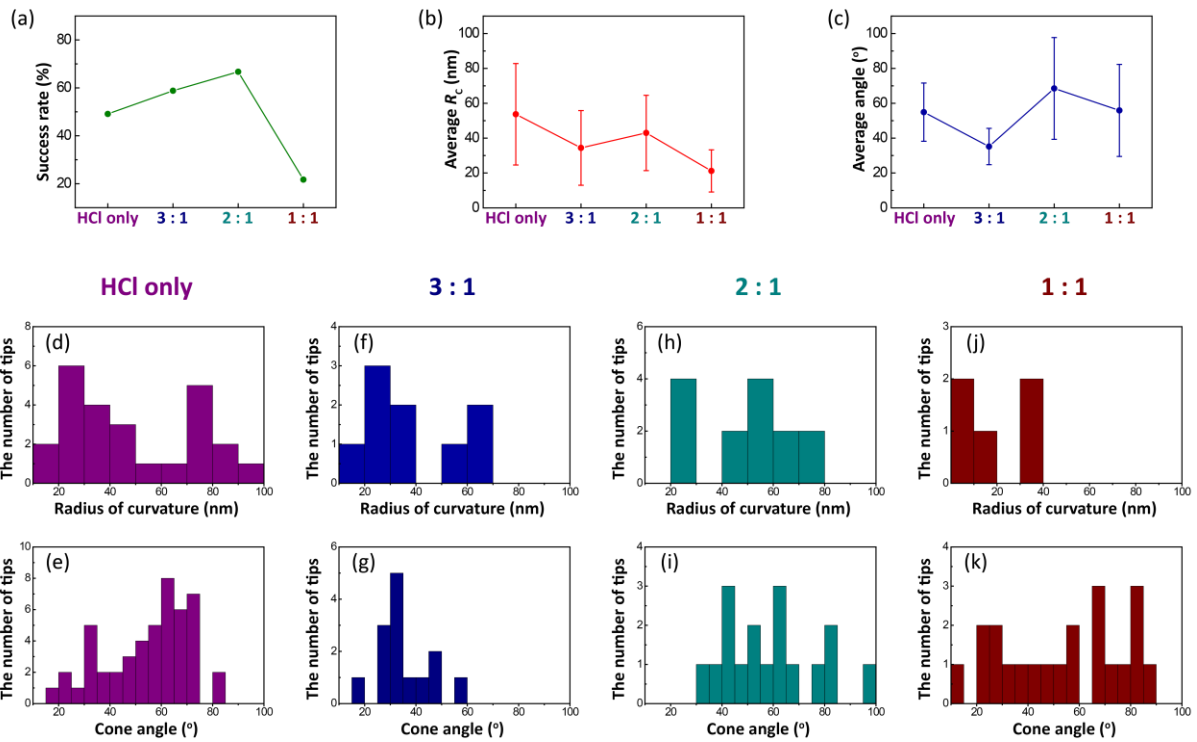 (a)
Success rate (%)
80
60
40
20
HCl only 3 : 1 2 : 1 1 : 1
(b)
Average Rc (nm)
100
80
60
40
20
0
HCl only 3 : 1 2 : 1 1 : 1
(c)
Average angle (o)
100
80
60
40
20
0
HCl only 3 : 1 2 : 1 1 : 1
HCl only
3 : 1
2 : 1
1 : 1
(d)
The number of tips
8
6
4
2
0
20 40 60 80 100
Radius of curvature (nm)
(f)
The number of tips
4
3
2
1
0
20 40 60 80 100
Radius of curvature (nm)
(h)
The number of tips
6
4
2
0
20 40 60 80 100
Radius of curvature (nm)
(j)
The number of tips
3
2
1
0
20 40 60 80 100
Radius of curvature (nm)
(e)
The number of tips
10
8
6
4
2
0
20 40 60 80 100
Cone angle (o)
(g)
The number of tips
6
4
2
0
20 40 60 80 100
Cone angle (o)
(i)
The number of tips
4
3
2
1
0
20 40 60 80 100
Cone angle (o)
(k)
The number of tips
4
3
2
1
0
20 40 60 80 100
Cone angle (o)